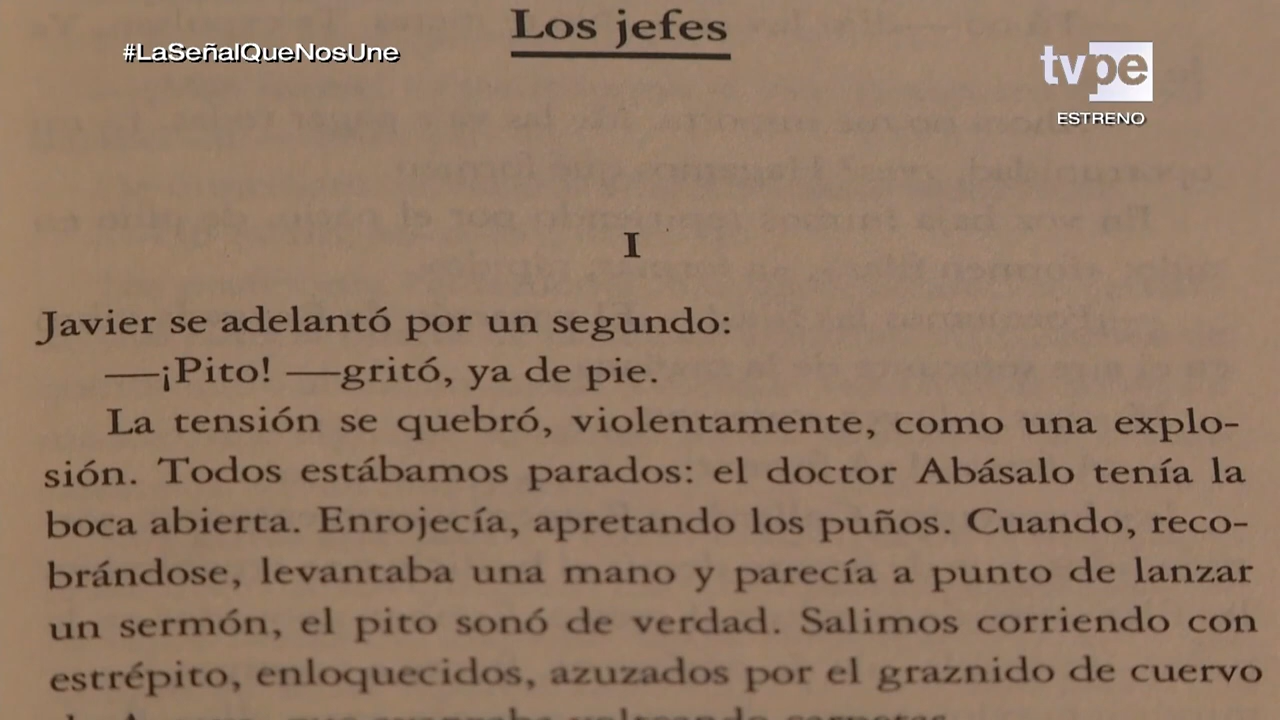 Los jefes
#LaSeñalQueNosUne
tvpe
ESTRENO
I
Javier se adelantó por un segundo:
—¡Pito! —gritó, ya de pie.
La tensión se quebró, violentamente, como una explo-
sión. Todos estábamos parados: el doctor Abásalo tenía la
boca abierta. Enrojecía, apretando los puños. Cuando, reco-
brándose, levantaba una mano y parecía a punto de lanzar
un sermón, el pito sonó de verdad. Salimos corriendo con
estrépito, enloquecidos, azuzados por el graznido de cuervo